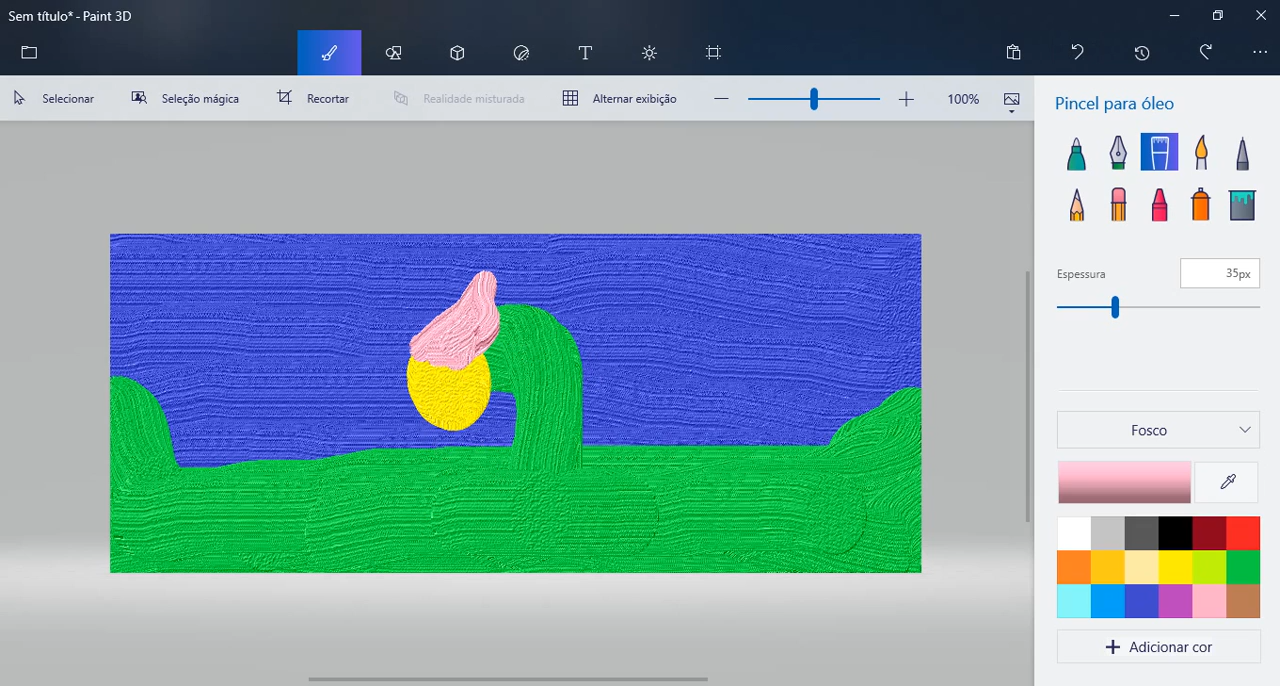 Sem título* - Paint 3D
Selecionar
Seleção mágica
Recortar
Realidade misturada
Alternar exibição
100%
Pincel para óleo
Espessura
35px
Fosco
Adicionar cor